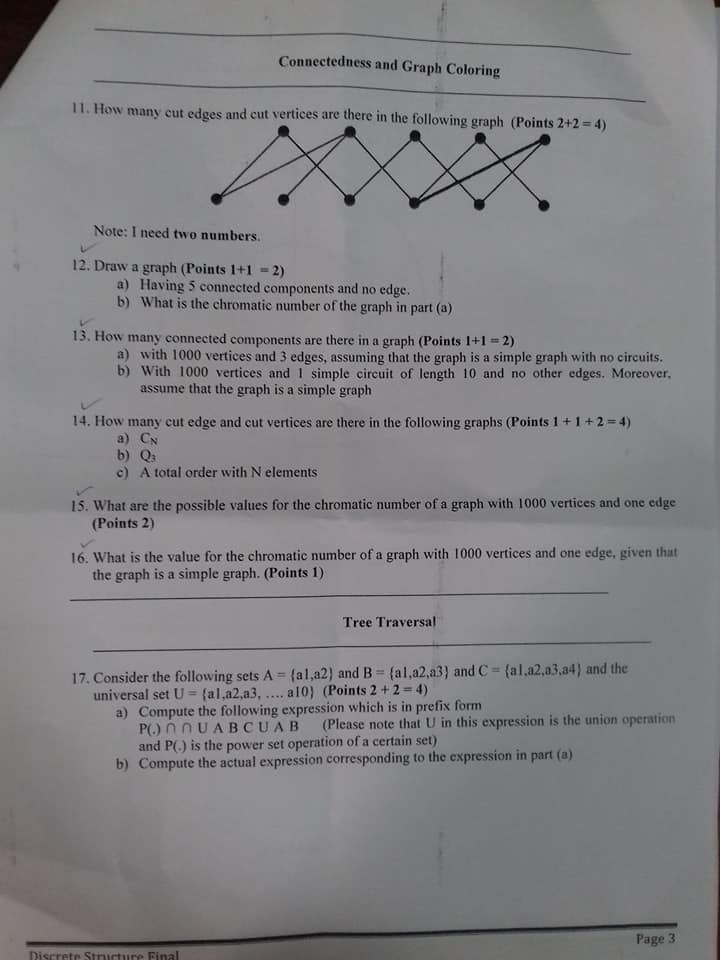 Connectedness and Graph Coloring
11. How many cut edges and cut vertices are there in the following graph (Points 2+2 = 4)
Note: I need two numbers.
12. Draw a graph (Points 1+1 = 2)
a) Having 5 connected components and no edge.
b) What is the chromatic number of the graph in part (a)
13. How many connected components are there in a graph (Points 1+1 = 2)
a) with 1000 vertices and 3 edges, assuming that the graph is a simple graph with no circuits.
b) With 1000 vertices and 1 simple circuit of length 10 and no other edges. Moreover,
assume that the graph is a simple graph
14. How many cut edge and cut vertices are there in the following graphs (Points 1 + 1 + 2 = 4)
a) CN
b) Q3
c) A total order with N elements
15. What are the possible values for the chromatic number of a graph with 1000 vertices and one edge
(Points 2)
16. What is the value for the chromatic number of a graph with 1000 vertices and one edge, given that
the graph is a simple graph. (Points 1)
Tree Traversal
17. Consider the following sets A = {a1,a2} and B = {a1,a2,a3} and C = {a1,a2,a3,a4} and the
universal set U = {a1,a2,a3, .... a10} (Points 2 + 2 = 4)
a) Compute the following expression which is in prefix form
P(.) ∩ ∩ U A B C U A B (Please note that U in this expression is the union operation
and P(.) is the power set operation of a certain set)
b) Compute the actual expression corresponding to the expression in part (a)
Page 3
Discrete Structure Final